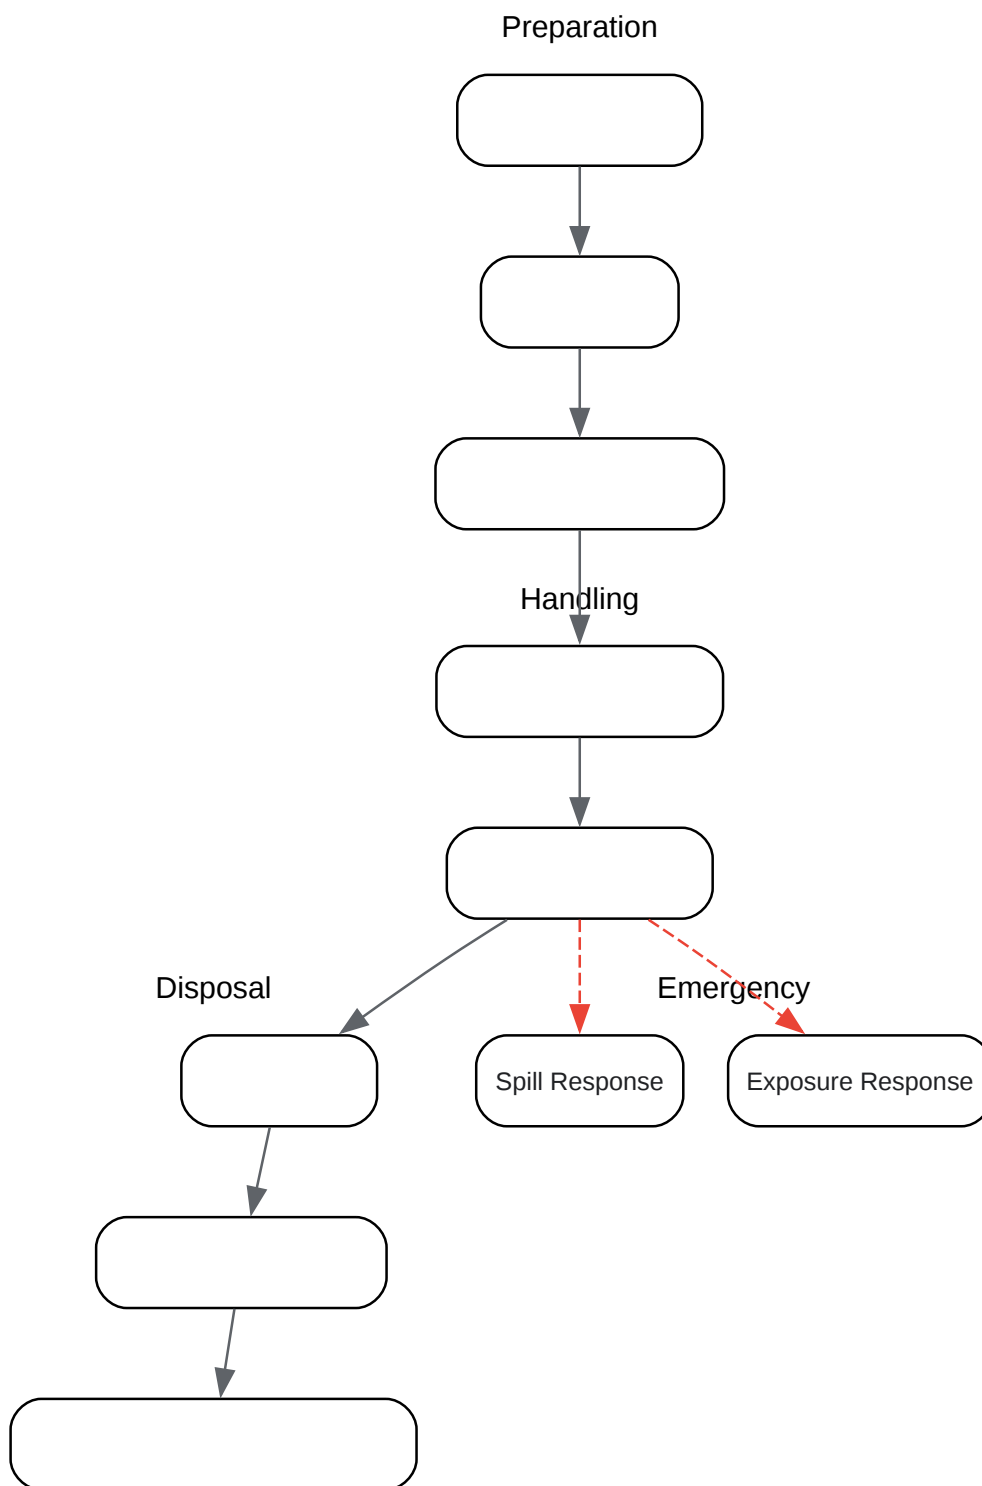 Preparation
Handling
Disposal
Emergency
Spill Response
Exposure Response